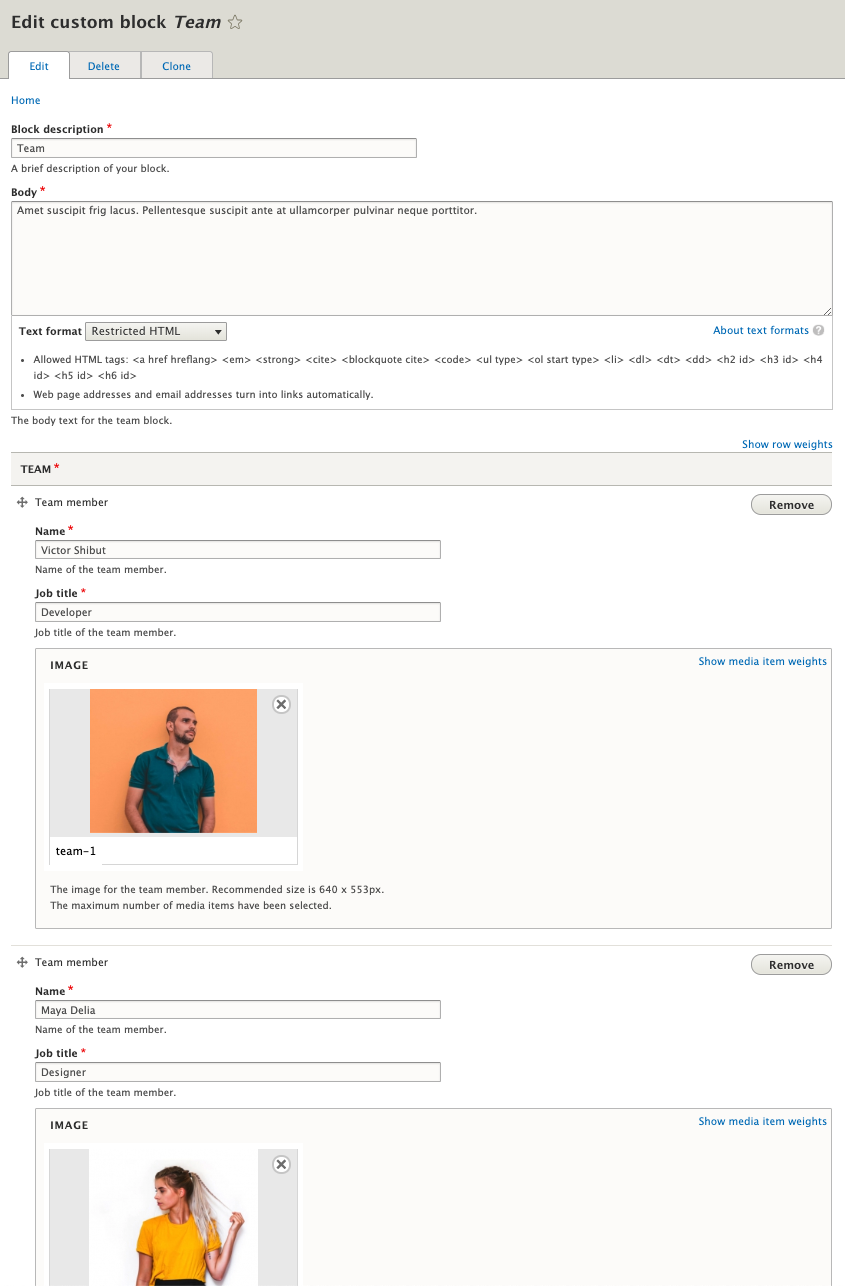 Edit custom block Team
Edit
Delete
Clone
Home
Block description *
Team
A brief description of your block.
Body *
Amet suscipit frig lacus. Pellentesque suscipit ante at ullamcorper pulvinar neque porttitor.
Text format Restricted HTML
About text formats ?
• Allowed HTML tags: <a href hreflang> <em> <strong> <cite> <blockquote cite> <code> <ul type> <ol start type> <li> <dl> <dt> <dd> <h2 id> <h3 id> <h4
id> <h5 id> <h6 id>
• Web page addresses and email addresses turn into links automatically.
The body text for the team block.
Show row weights
TEAM *
Team member
Remove
Name *
Victor Shibut
Name of the team member.
Job title *
Developer
Job title of the team member.
IMAGE
Show media item weights
team-1
The image for the team member. Recommended size is 640 x 553px.
The maximum number of media items have been selected.
Team member
Remove
Name *
Maya Delia
Name of the team member.
Job title *
Designer
Job title of the team member.
IMAGE
Show media item weights